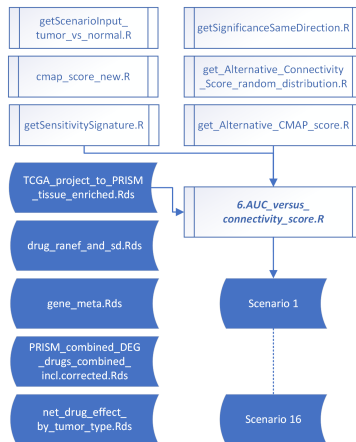 getScenarioInput_
tumor_vs_normal.R
getSignificanceSameDirection.R
cmap_score_new.R
get_Alternative_Connectivity
_Score_random_distribution.R
getSensitivitySignature.R
get_Alternative_CMAP_score.R
TCGA_project_to_PRISM
_tissue_enriched.Rds
6.AUC_versus_
connectivity_score.R
drug_ranef_and_sd.Rds
gene_meta.Rds
Scenario 1
PRISM_combined_DEG
_drugs_combined_
incl.corrected.Rds
net_drug_effect_
by_tumor_type.Rds
Scenario 16